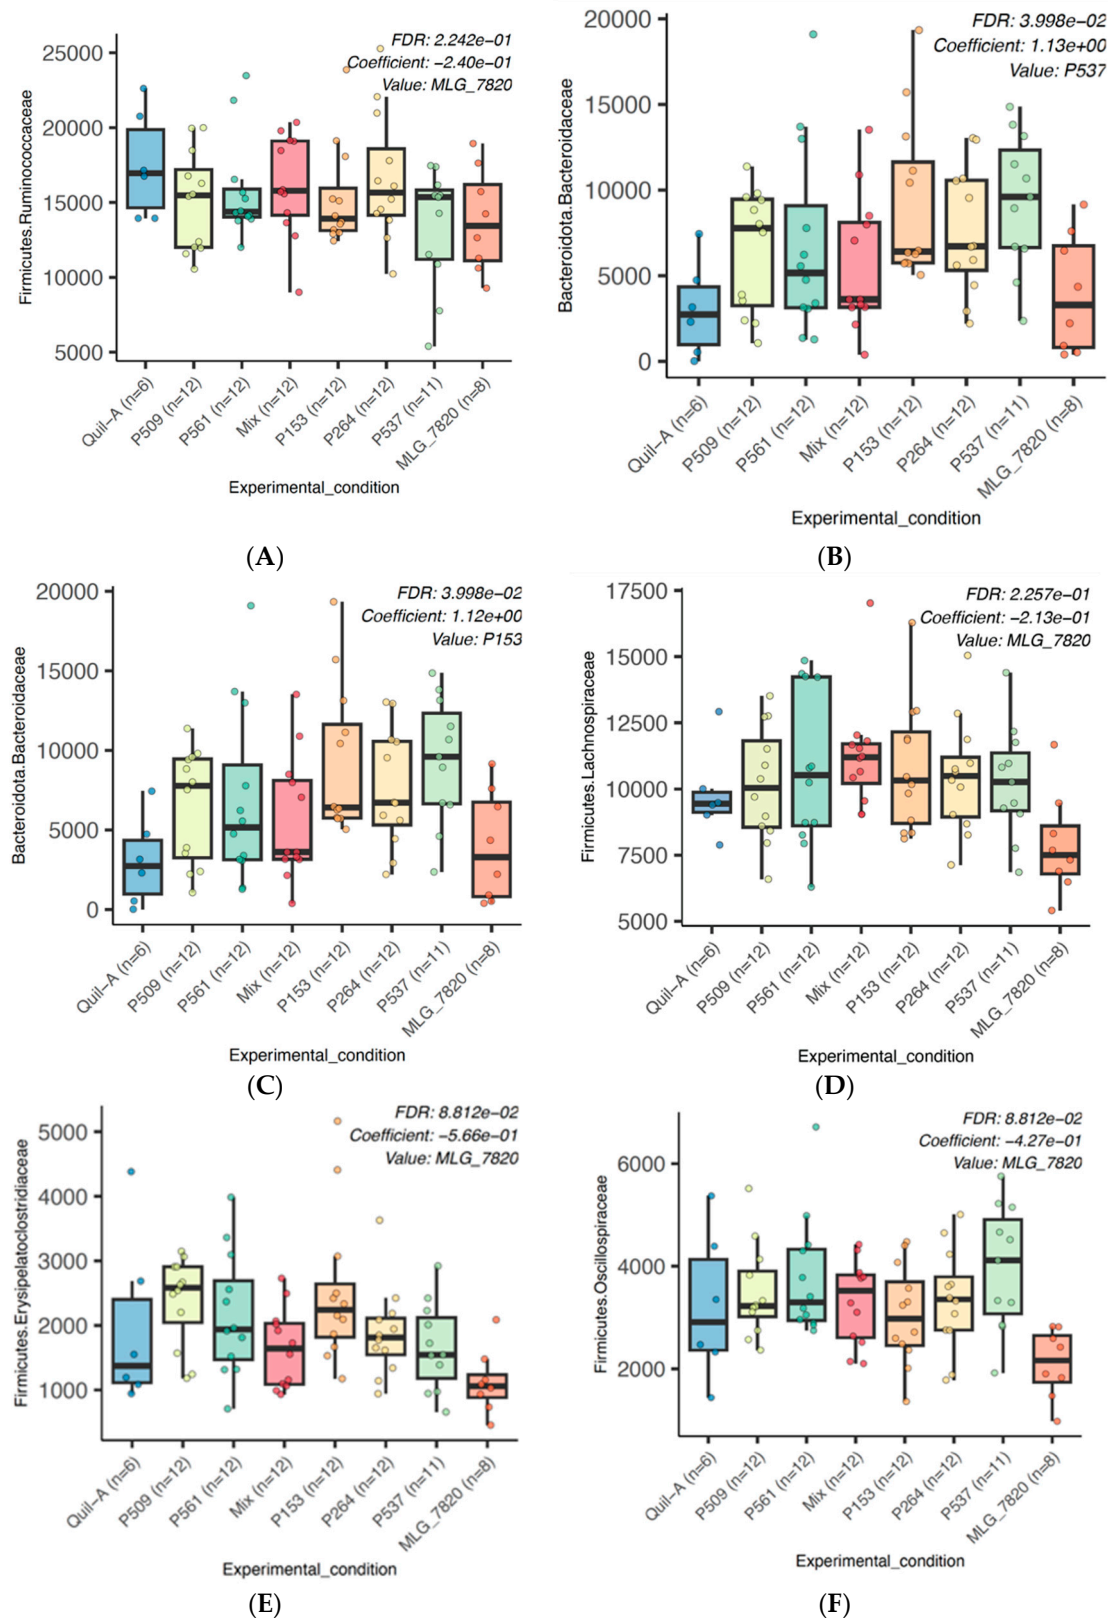 FDR: 2.242e−01
Coefficient: −2.40e−01
Value: MLG_7820
Firmicutes.Ruminococcaceae
25000
20000
15000
10000
5000
Quil−A (n=6)
P509 (n=12)
P561 (n=12)
Mix (n=12)
P153 (n=12)
P264 (n=12)
P537 (n=11)
MLG_7820 (n=8)
Experimental_condition
(A)
FDR: 3.998e−02
Coefficient: 1.13e+00
Value: P537
Bacteroidota.Bacteroidaceae
20000
15000
10000
5000
0
Quil−A (n=6)
P509 (n=12)
P561 (n=12)
Mix (n=12)
P153 (n=12)
P264 (n=12)
P537 (n=11)
MLG_7820 (n=8)
Experimental_condition
(B)
FDR: 3.998e−02
Coefficient: 1.12e+00
Value: P153
Bacteroidota.Bacteroidaceae
20000
15000
10000
5000
0
Quil−A (n=6)
P509 (n=12)
P561 (n=12)
Mix (n=12)
P153 (n=12)
P264 (n=12)
P537 (n=11)
MLG_7820 (n=8)
Experimental_condition
(C)
FDR: 2.257e−01
Coefficient: −2.13e−01
Value: MLG_7820
Firmicutes.Lachnospiraceae
17500
15000
12500
10000
7500
5000
Quil−A (n=6)
P509 (n=12)
P561 (n=12)
Mix (n=12)
P153 (n=12)
P264 (n=12)
P537 (n=11)
MLG_7820 (n=8)
Experimental_condition
(D)
FDR: 8.812e−02
Coefficient: −5.66e−01
Value: MLG_7820
Firmicutes.Erysipelatoclostridiaceae
5000
4000
3000
2000
1000
Quil−A (n=6)
P509 (n=12)
P561 (n=12)
Mix (n=12)
P153 (n=12)
P264 (n=12)
P537 (n=11)
MLG_7820 (n=8)
Experimental_condition
(E)
FDR: 8.812e−02
Coefficient: −4.27e−01
Value: MLG_7820
Firmicutes.Oscillospiraceae
6000
4000
2000
Quil−A (n=6)
P509 (n=12)
P561 (n=12)
Mix (n=12)
P153 (n=12)
P264 (n=12)
P537 (n=11)
MLG_7820 (n=8)
Experimental_condition
(F)